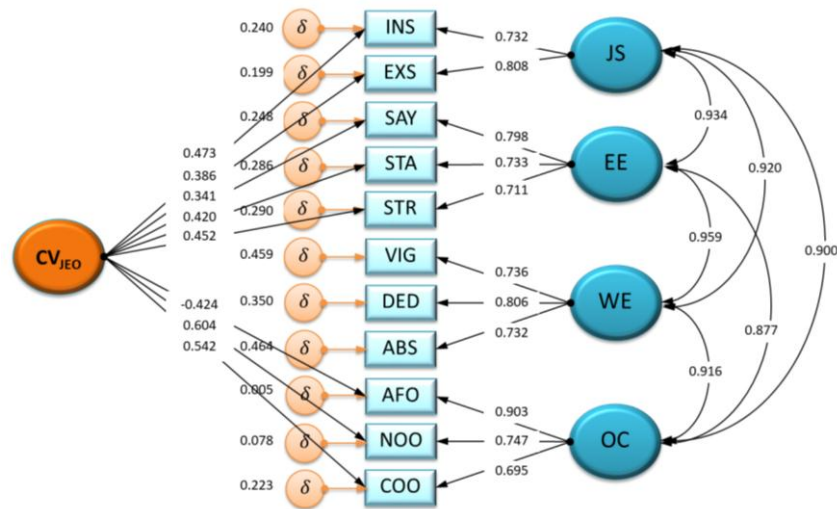 0.240 δ INS 0.732 JS
0.199 δ EXS 0.808
0.248 δ SAY 0.798 0.934
0.473
0.386 0.286 δ STA 0.733 EE 0.920
0.341
0.420 0.290 δ STR 0.711
0.452
CV_JEO 0.459 δ VIG 0.736 0.959 0.900
-0.424 0.350 δ DED 0.806 WE
0.604
0.542 0.464 δ ABS 0.732 0.877
0.916
0.005 δ AFO 0.903
0.078 δ NOO 0.747 OC
0.223 δ COO 0.695